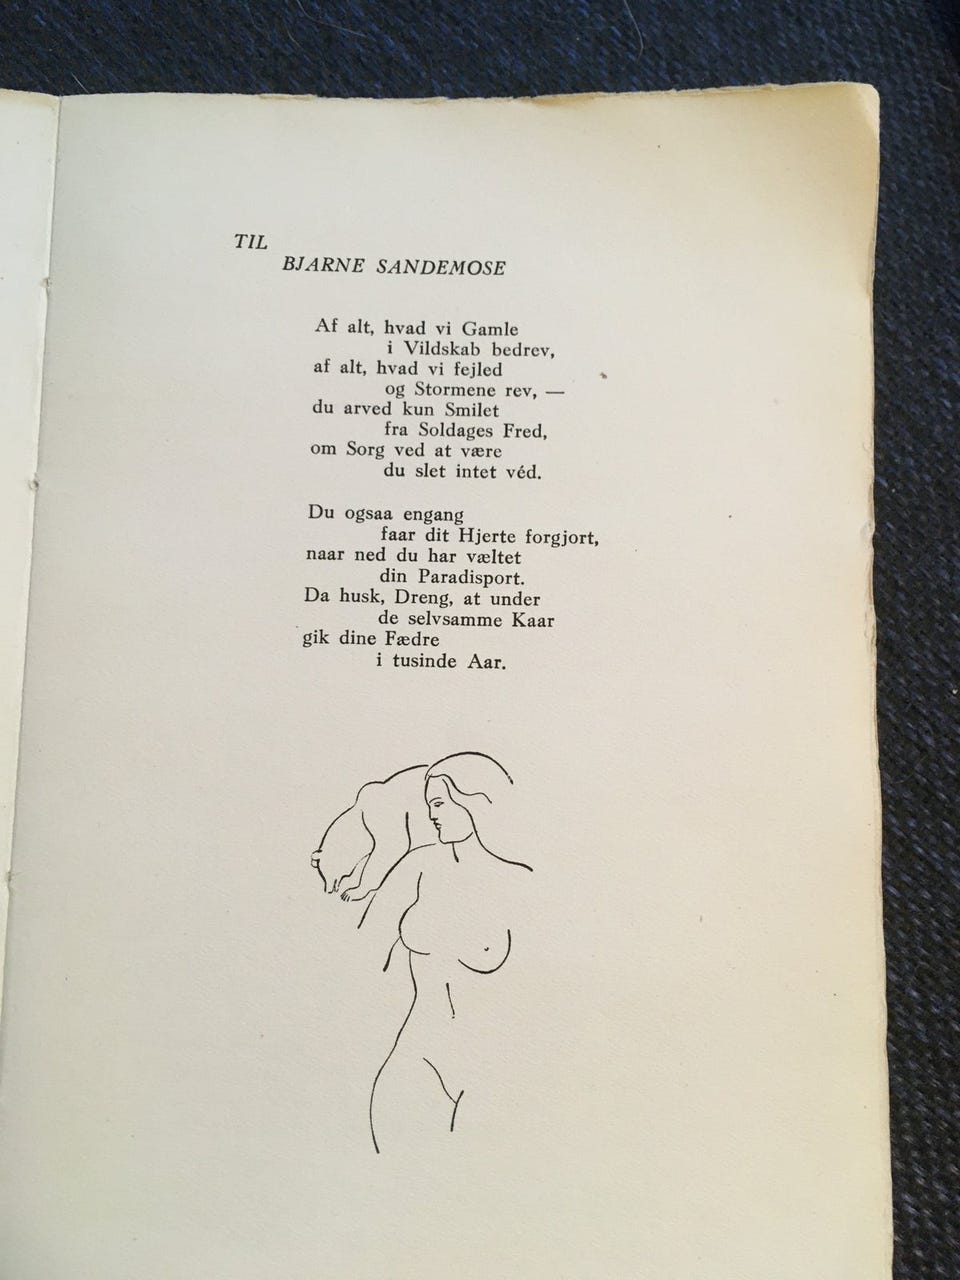 TIL
BJARNE SANDEMOSE
Af alt, hvad vi Gamle
i Vildskab bedrev,
af alt, hvad vi fejled
og Stormene rev, —
du arved kun Smilet
fra Soldages Fred,
om Sorg ved at være
du slet intet véd.
Du ogsaa engang
faar dit Hjerte forgjort,
naar ned du har væltet
din Paradisport.
Da husk, Dreng, at under
de selvsamme Kaar
gik dine Fædre
i tusinde Aar.